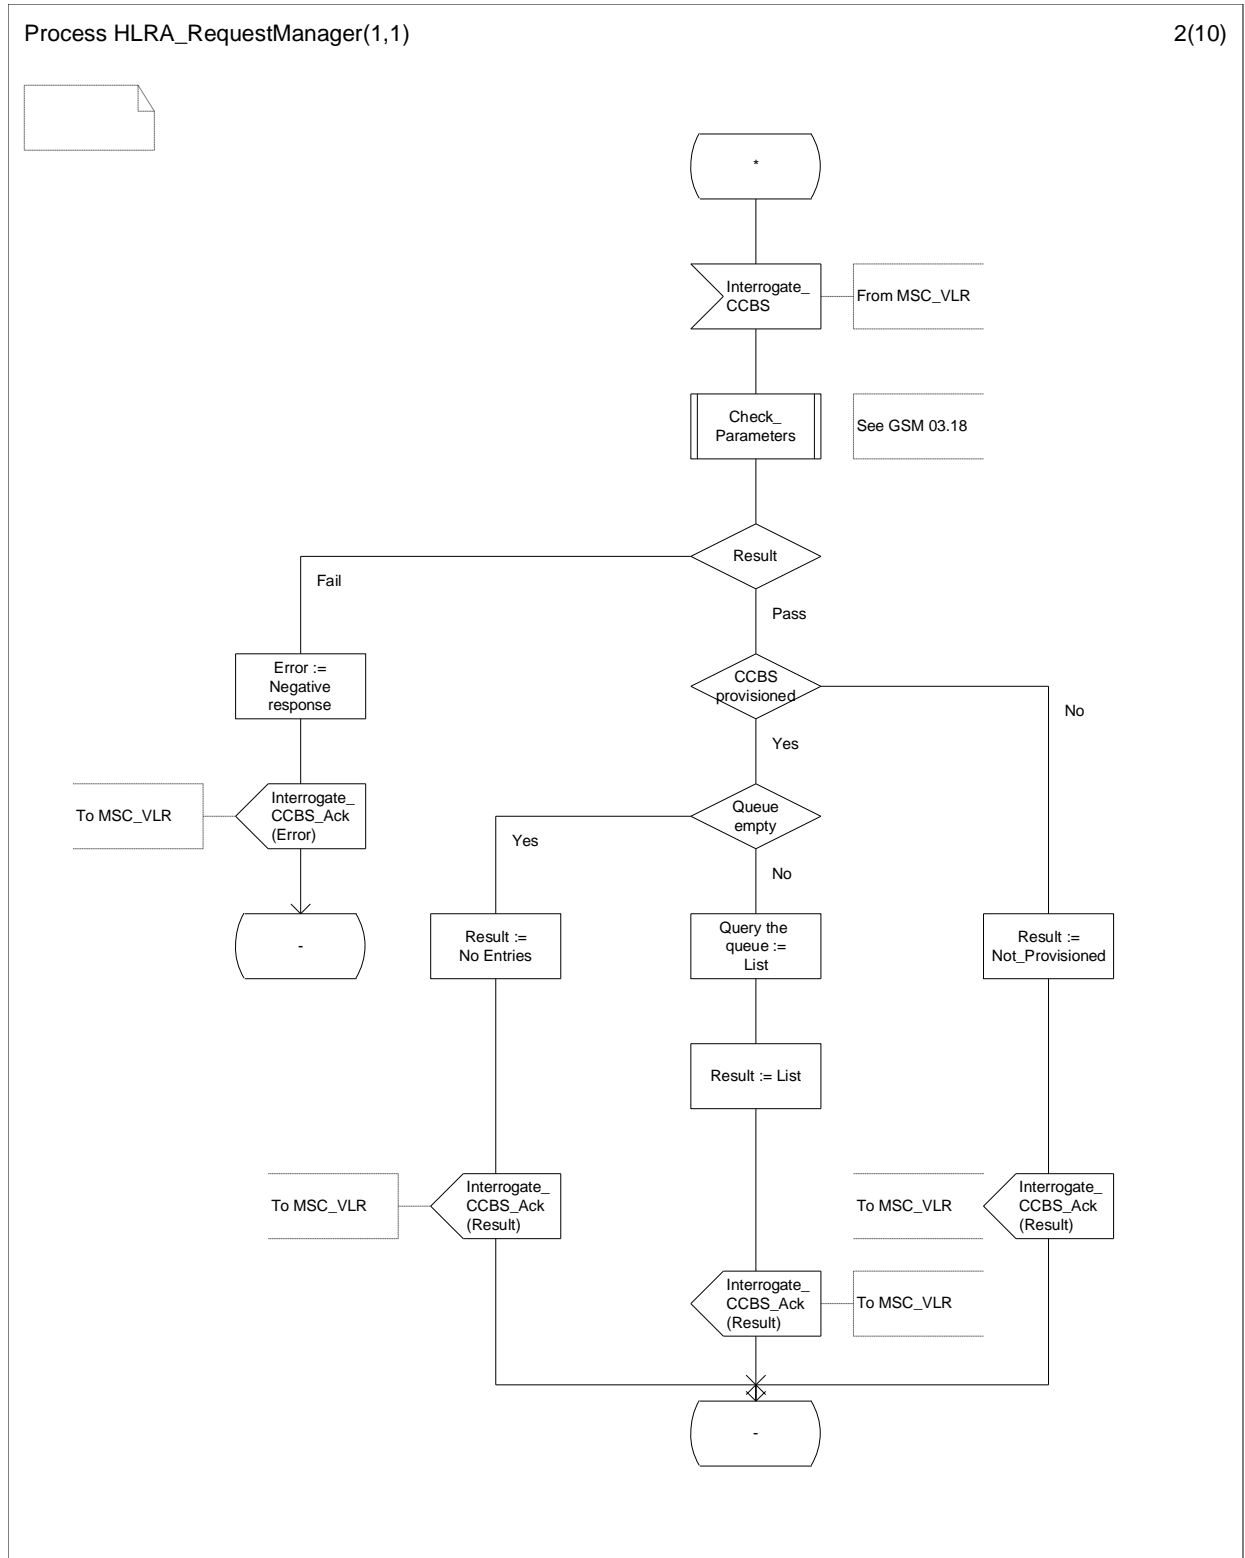 Process HLRA_RequestManager(1,1)
2(10)
*
Interrogate_
CCBS
From MSC_VLR
Check_
Parameters
See GSM 03.18
Result
Fail
Pass
Error :=
Negative
response
CCBS
provisioned
No
Yes
Interrogate_
CCBS_Ack
(Error)
To MSC_VLR
Queue
empty
Yes
No
-
Result :=
No Entries
Query the
queue :=
List
Result :=
Not_Provisioned
Result := List
To MSC_VLR
Interrogate_
CCBS_Ack
(Result)
To MSC_VLR
Interrogate_
CCBS_Ack
(Result)
Interrogate_
CCBS_Ack
(Result)
To MSC_VLR
-